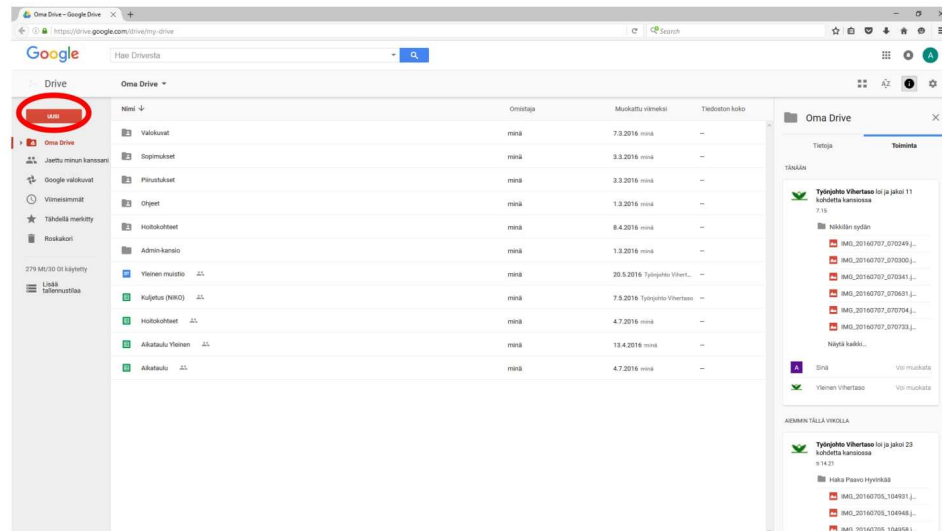 Oma Drive – Google Drive
https://drive.google.com/drive/my-drive
Search
Google
Hae Drivesta
A
Drive
Oma Drive
UUSI
Oma Drive
Jaettu minun kanssani
Google valokuvat
Viimeisimmät
Tähdellä merkitty
Roskakori
279 Mt/30 Gt käytetty
Lisää
tallennustilaa
Nimi Omistaja Muokattu viimeksi Tiedoston koko
Valokuvat minä 7.3.2016 minä –
Sopimukset minä 3.3.2016 minä –
Piirustukset minä 3.3.2016 minä –
Ohjeet minä 1.3.2016 minä –
Hoitokohteet minä 8.4.2016 minä –
Admin-kansio minä 1.3.2016 minä –
Yleinen muistio minä 20.5.2016 Työnjohto Vihert... –
Kuljetus (NIKO) minä 7.5.2016 Työnjohto Vihertaso –
Hoitokohteet minä 4.7.2016 minä –
Aikataulu Yleinen minä 13.4.2016 minä –
Aikataulu minä 4.7.2016 minä –
Oma Drive
Tietoja Toiminta
TÄNÄÄN
Työnjohto Vihertaso loi ja jakoi 11
kohdetta kansiossa
7.15
Nikkilän sydän
IMG_20160707_070249.j...
IMG_20160707_070300.j...
IMG_20160707_070341.j...
IMG_20160707_070631.j...
IMG_20160707_070704.j...
IMG_20160707_070733.j...
Näytä kaikki...
A Sinä Voi muokata
Yleinen Vihertaso Voi muokata
AIEMMIN TÄLLÄ VIIKOLLA
Työnjohto Vihertaso loi ja jakoi 23
kohdetta kansiossa
ti 14.21
Haka Paavo Hyvinkää
IMG_20160705_104931.j...
IMG_20160705_104948.j...
IMG_20160705_104958.j...